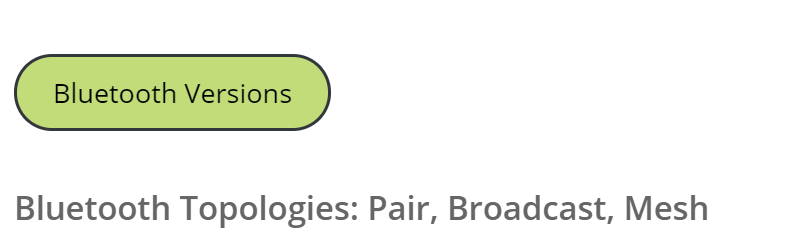 Bluetooth Versions
Bluetooth Topologies: Pair, Broadcast, Mesh